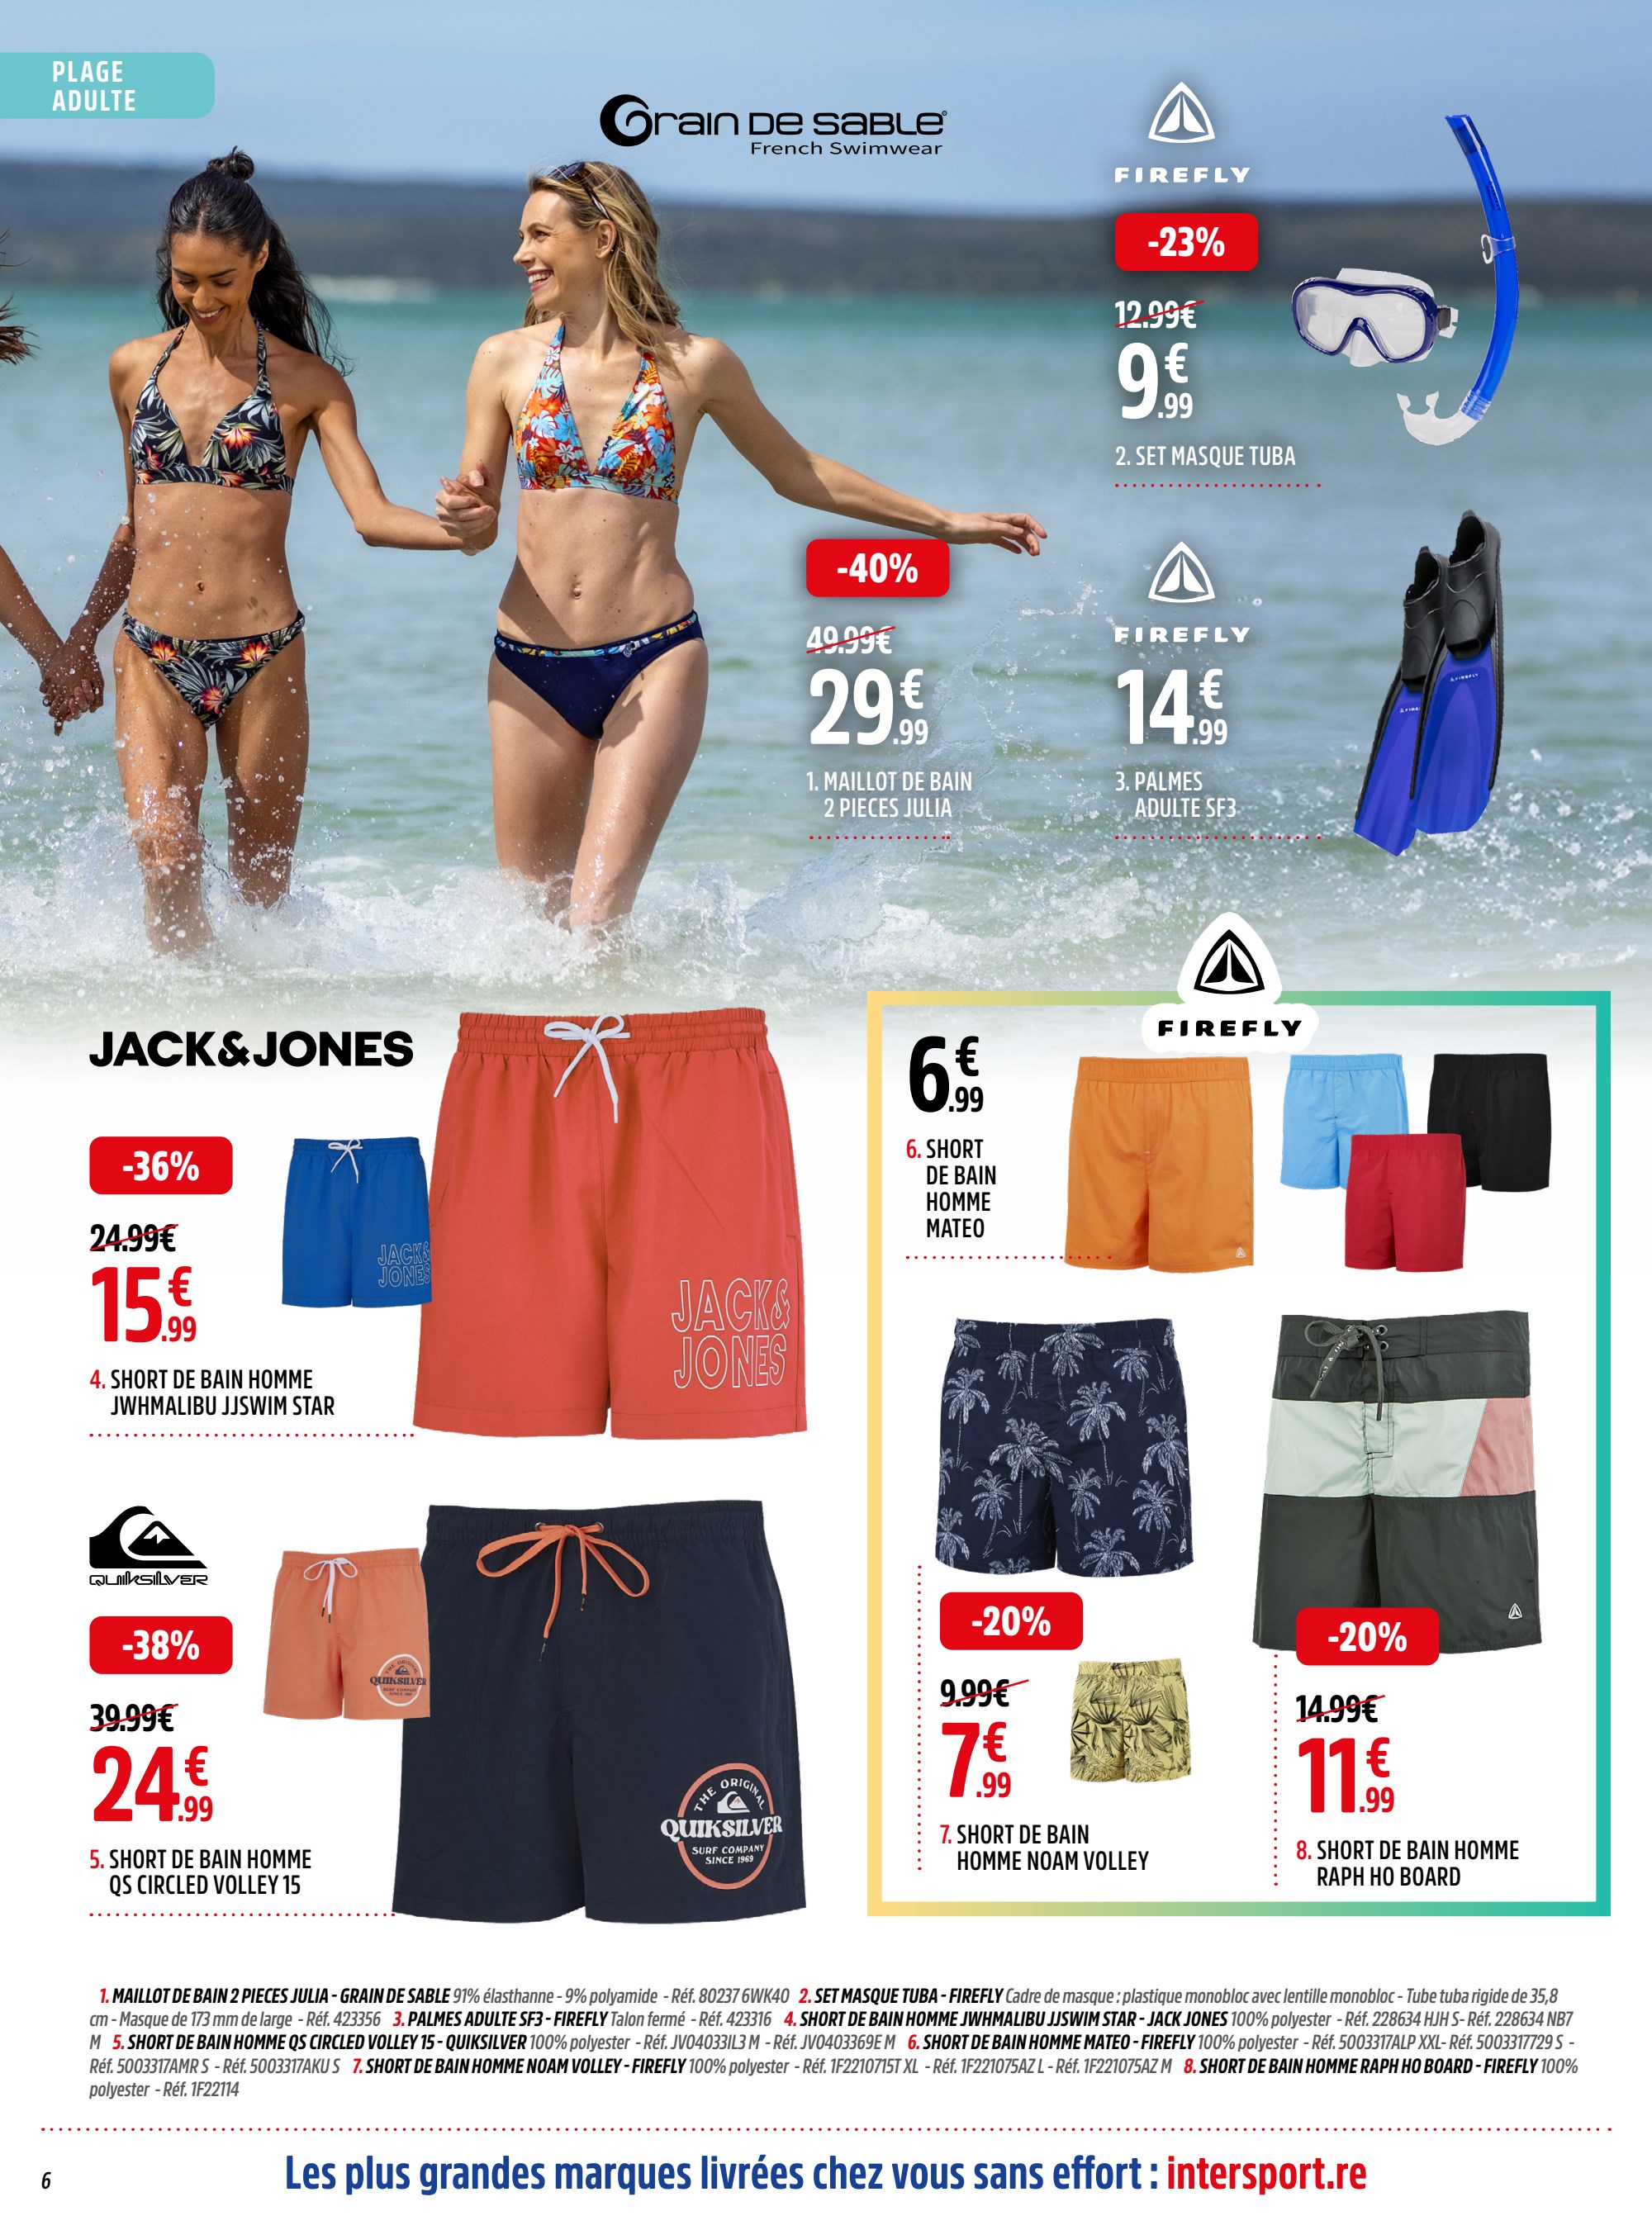 PLAGE
ADULTE
Grain DE SABLE®
French Swimwear
FIREFLY
-23%
12.99€
9€.99
2. SET MASQUE TUBA
-40%
49.99€
29€.99
1. MAILLOT DE BAIN
2 PIECES JULIA
FIREFLY
14€.99
3. PALMES
ADULTE SF3
FIREFLY
FIREFLY
JACK&JONES
-36%
24.99€
15€.99
4. SHORT DE BAIN HOMME
JWHMALIBU JJSWIM STAR
JACK&
JONES
JACK&
JONES
QUIKSILVER
-38%
39.99€
24€.99
5. SHORT DE BAIN HOMME
QS CIRCLED VOLLEY 15
THE ORIGINAL
QUIKSILVER
SURF COMPANY
SINCE 1969
THE ORIGINAL
QUIKSILVER
SURF COMPANY
SINCE 1969
FIREFLY
6€.99
6. SHORT
DE BAIN
HOMME
MATEO
-20%
9.99€
7€.99
7. SHORT DE BAIN
HOMME NOAM VOLLEY
-20%
14.99€
11€.99
8. SHORT DE BAIN HOMME
RAPH HO BOARD
1. MAILLOT DE BAIN 2 PIECES JULIA - GRAIN DE SABLE 91% élasthanne - 9% polyamide - Réf. 80237 6WK40 2. SET MASQUE TUBA - FIREFLY Cadre de masque : plastique monobloc avec lentille monobloc - Tube tuba rigide de 35,8
cm - Masque de 173 mm de large - Réf. 423356 3. PALMES ADULTE SF3 - FIREFLY Talon fermé - Réf. 423316 4. SHORT DE BAIN HOMME JWHMALIBU JJSWIM STAR - JACK JONES 100% polyester - Réf. 228634 HJH S- Réf. 228634 NB7
M 5. SHORT DE BAIN HOMME QS CIRCLED VOLLEY 15 - QUIKSILVER 100% polyester - Réf. JV04033IL3 M - Réf. JV0403369E M 6. SHORT DE BAIN HOMME MATEO - FIREFLY 100% polyester - Réf. 5003317ALP XXL- Réf. 5003317729 S -
Réf. 5003317AMR S - Réf. 5003317AKU S 7. SHORT DE BAIN HOMME NOAM VOLLEY - FIREFLY 100% polyester - Réf. 1F2210715T XL - Réf. 1F221075AZ L - Réf. 1F221075AZ M 8. SHORT DE BAIN HOMME RAPH HO BOARD - FIREFLY 100%
polyester - Réf. 1F22114
6
Les plus grandes marques livrées chez vous sans effort : intersport.re